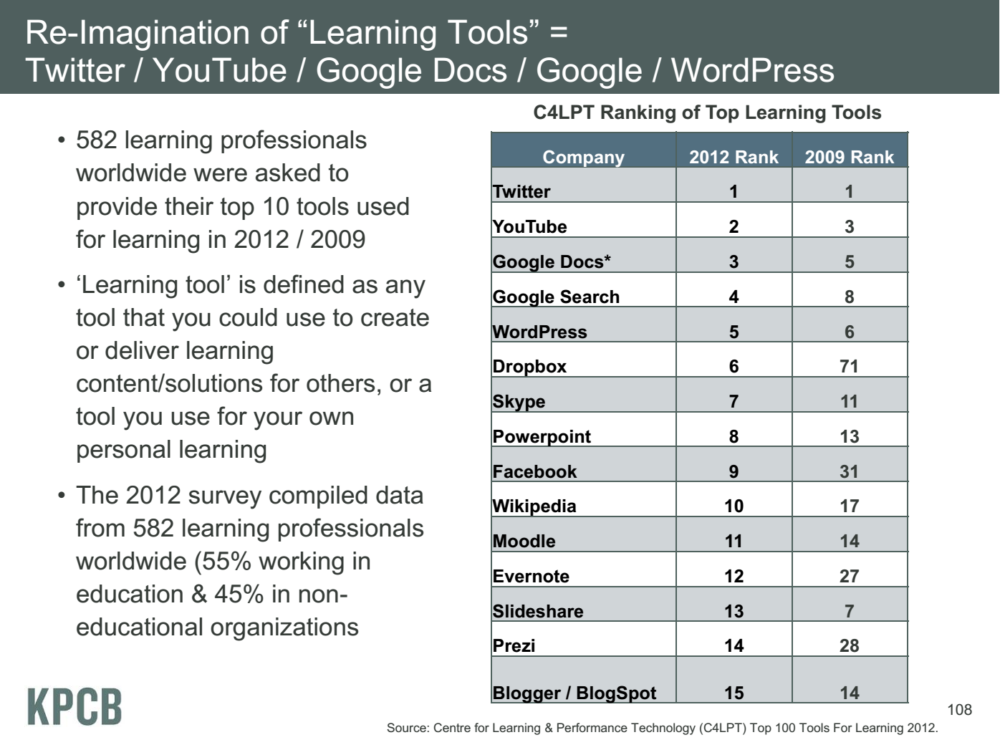 Re-Imagination of “Learning Tools” =
Twitter / YouTube / Google Docs / Google / WordPress
• 582 learning professionals
worldwide were asked to
provide their top 10 tools used
for learning in 2012 / 2009
• ‘Learning tool’ is defined as any
tool that you could use to create
or deliver learning
content/solutions for others, or a
tool you use for your own
personal learning
• The 2012 survey compiled data
from 582 learning professionals
worldwide (55% working in
education & 45% in non-
educational organizations
C4LPT Ranking of Top Learning Tools
Company 2012 Rank 2009 Rank
Twitter 1 1
YouTube 2 3
Google Docs* 3 5
Google Search 4 8
WordPress 5 6
Dropbox 6 71
Skype 7 11
Powerpoint 8 13
Facebook 9 31
Wikipedia 10 17
Moodle 11 14
Evernote 12 27
Slideshare 13 7
Prezi 14 28
Blogger / BlogSpot 15 14
KPCB
108
Source: Centre for Learning & Performance Technology (C4LPT) Top 100 Tools For Learning 2012.